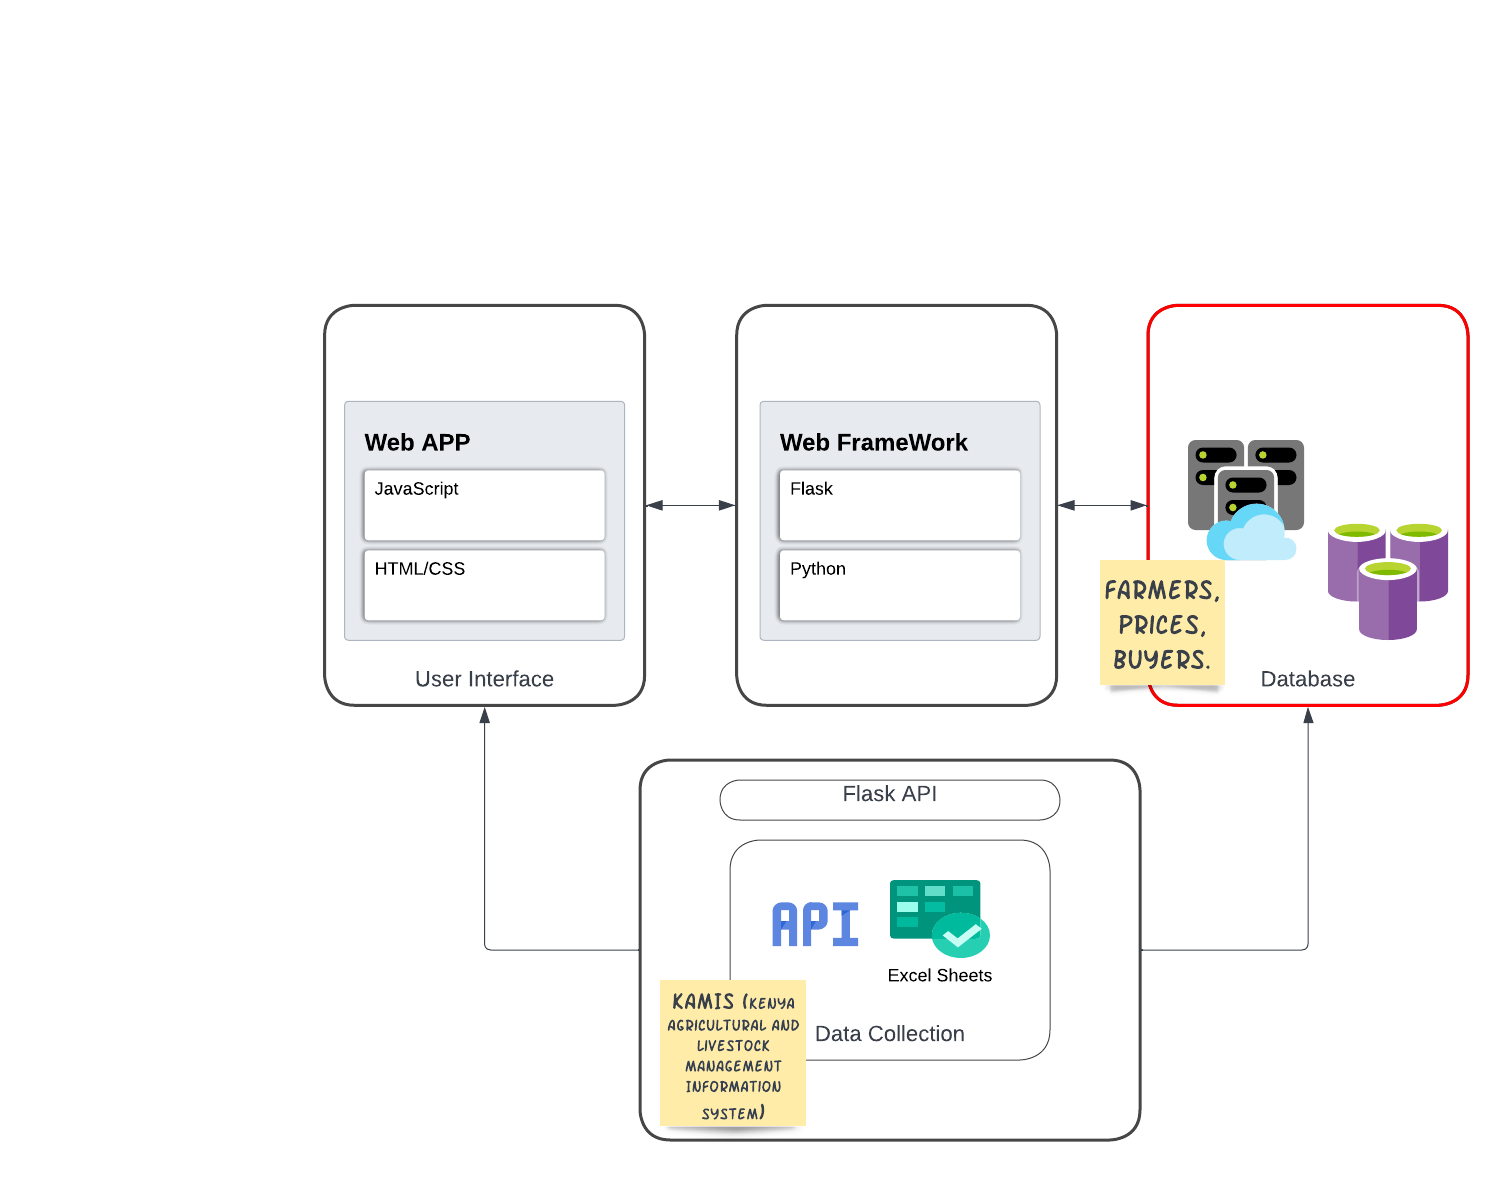 Web APP
JavaScript
HTML/CSS
User Interface
Web FrameWork
Flask
Python
FARMERS,
PRICES,
BUYERS.
Database
Flask API
API
Excel Sheets
Data Collection
KAMIS (KENYA
AGRICULTURAL AND
LIVESTOCK
MANAGEMENT
INFORMATION
SYSTEM)